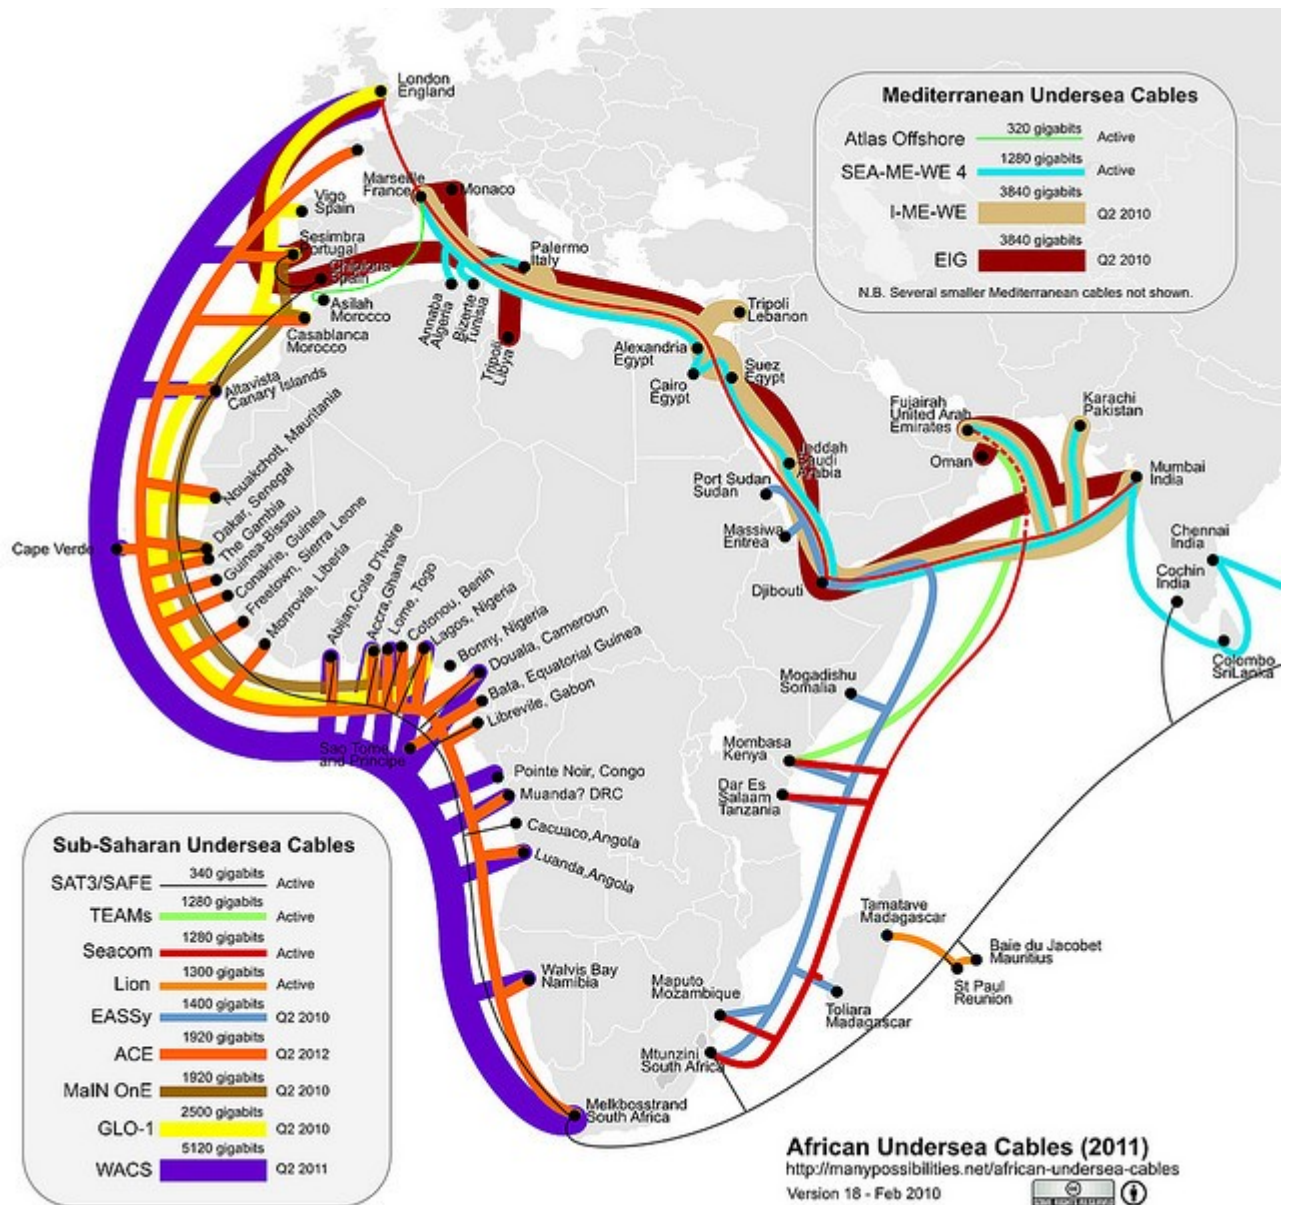 London
England
Marseille
France
Monaco
Vigo
Spain
Sesimbra
Portugal
Chipiona
Spain
Asilah
Morocco
Casablanca
Morocco
Annaba
Algeria
Bizerte
Tunisia
Palermo
Italy
Tripoli
Libya
Tripoli
Lebanon
Alexandria
Egypt
Cairo
Egypt
Suez
Egypt
Altavista
Canary Islands
Nouakchott, Mauritania
Dakar, Senegal
The Gambia
Guinea-Bissau
Conakrie, Guinea
Freetown, Sierra Leone
Monrovia, Liberia
Cape Verde
Abijan, Cote D'Ivoire
Accra, Ghana
Lome, Togo
Cotonou, Benin
Lagos, Nigeria
Bonny, Nigeria
Douala, Cameroun
Bata, Equatorial Guinea
Librevile, Gabon
Sao Tome
and Principe
Pointe Noir, Congo
Muanda? DRC
Cacuaco,Angola
Luanda,Angola
Walvis Bay
Namibia
Melkbosstrand
South Africa
Jeddah
Saudi
Arabia
Port Sudan
Sudan
Massiwa
Eritrea
Djibouti
Fujairah
United Arab
Emirates
Oman
Karachi
Pakistan
Mumbai
India
Chennai
India
Cochin
India
Colombo
SriLanka
Mogadishu
Somalia
Mombasa
Kenya
Dar Es
Salaam
Tanzania
Tamatave
Madagascar
Baie du Jacobet
Mauritius
St Paul
Reunion
Toliara
Madagascar
Maputo
Mozambique
Mtunzini
South Africa
Mediterranean Undersea Cables
Atlas Offshore 320 gigabits Active
SEA-ME-WE 4 1280 gigabits Active
I-ME-WE 3840 gigabits Q2 2010
EIG 3840 gigabits Q2 2010
N.B. Several smaller Mediterranean cables not shown.
Sub-Saharan Undersea Cables
SAT3/SAFE 340 gigabits Active
TEAMs 1280 gigabits Active
Seacom 1280 gigabits Active
Lion 1300 gigabits Active
EASSy 1400 gigabits Q2 2010
ACE 1920 gigabits Q2 2012
MaIN OnE 1920 gigabits Q2 2010
GLO-1 2500 gigabits Q2 2010
WACS 5120 gigabits Q2 2011
African Undersea Cables (2011)
http://manypossibilities.net/african-undersea-cables
Version 18 - Feb 2010
cc